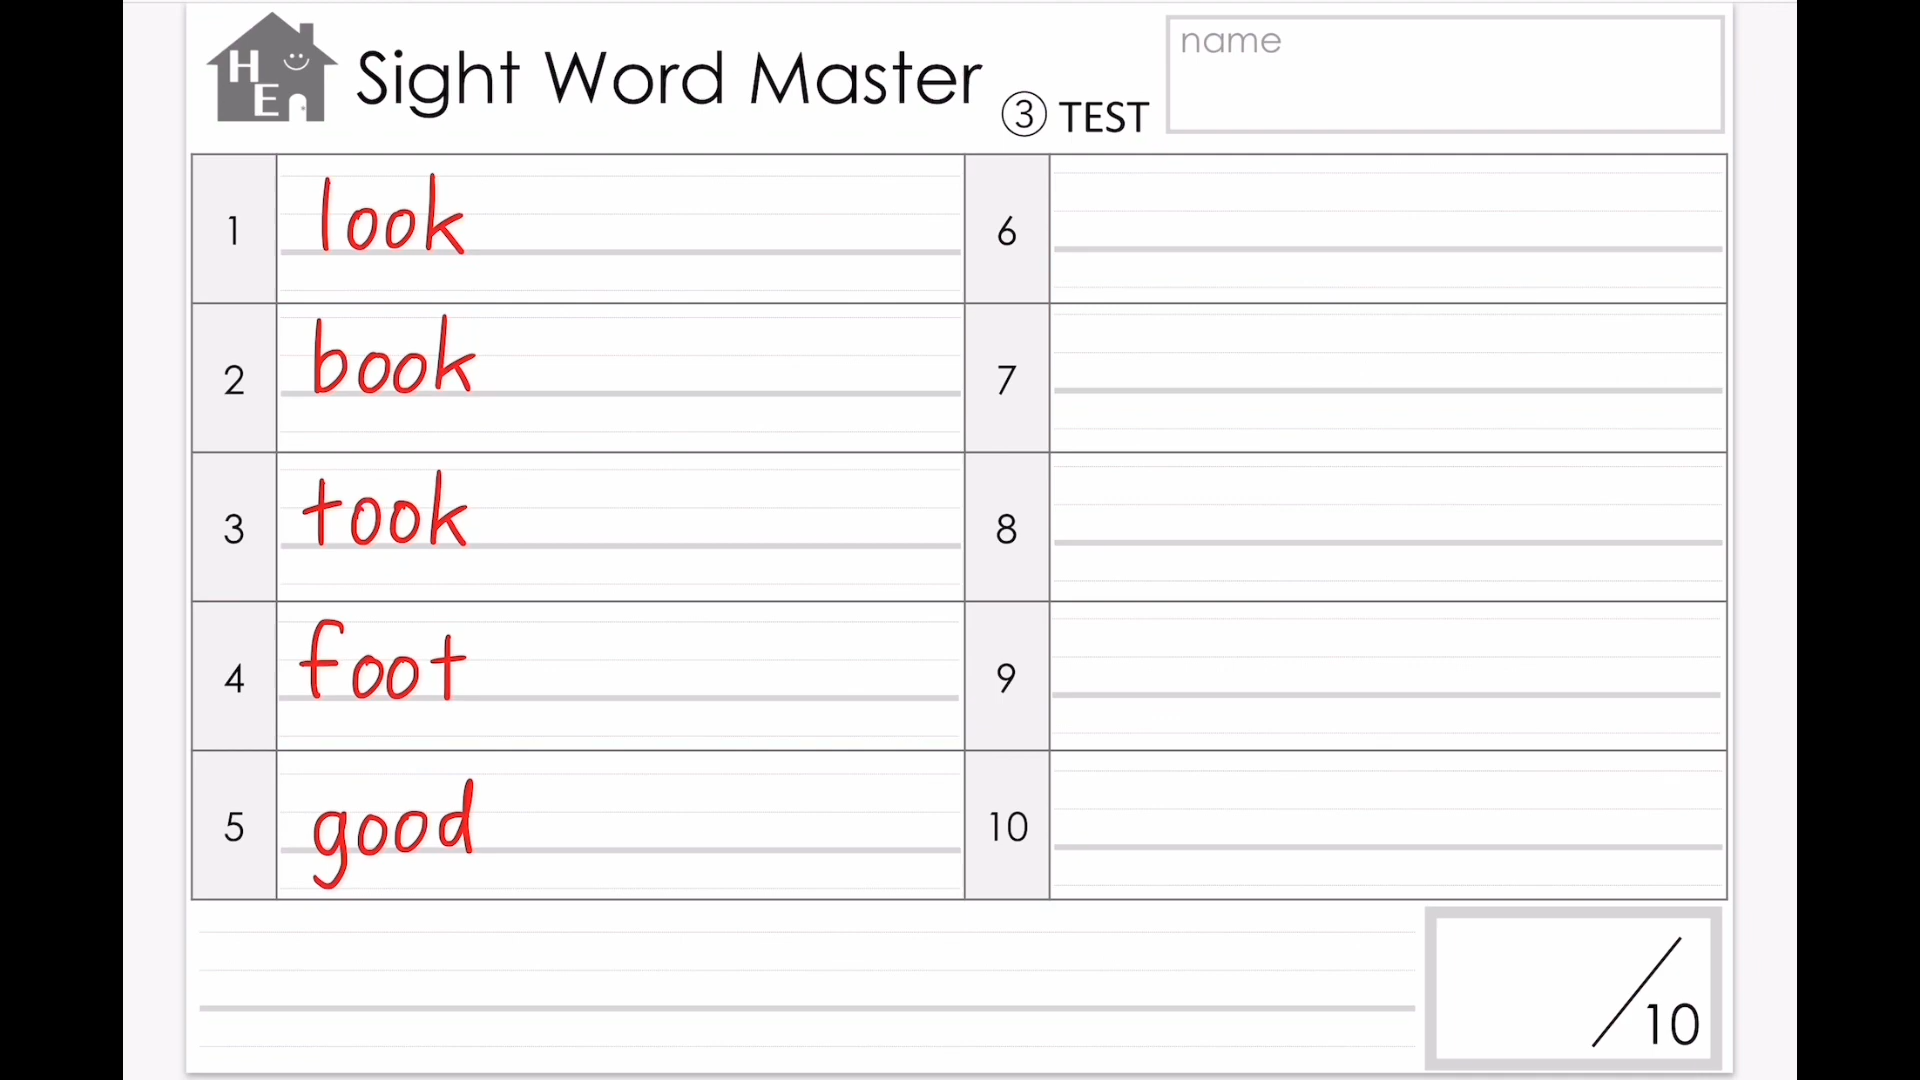 HE
Sight Word Master
③ TEST
name
1 look
2 book
3 took
4 foot
5 good
6
7
8
9
10
/10